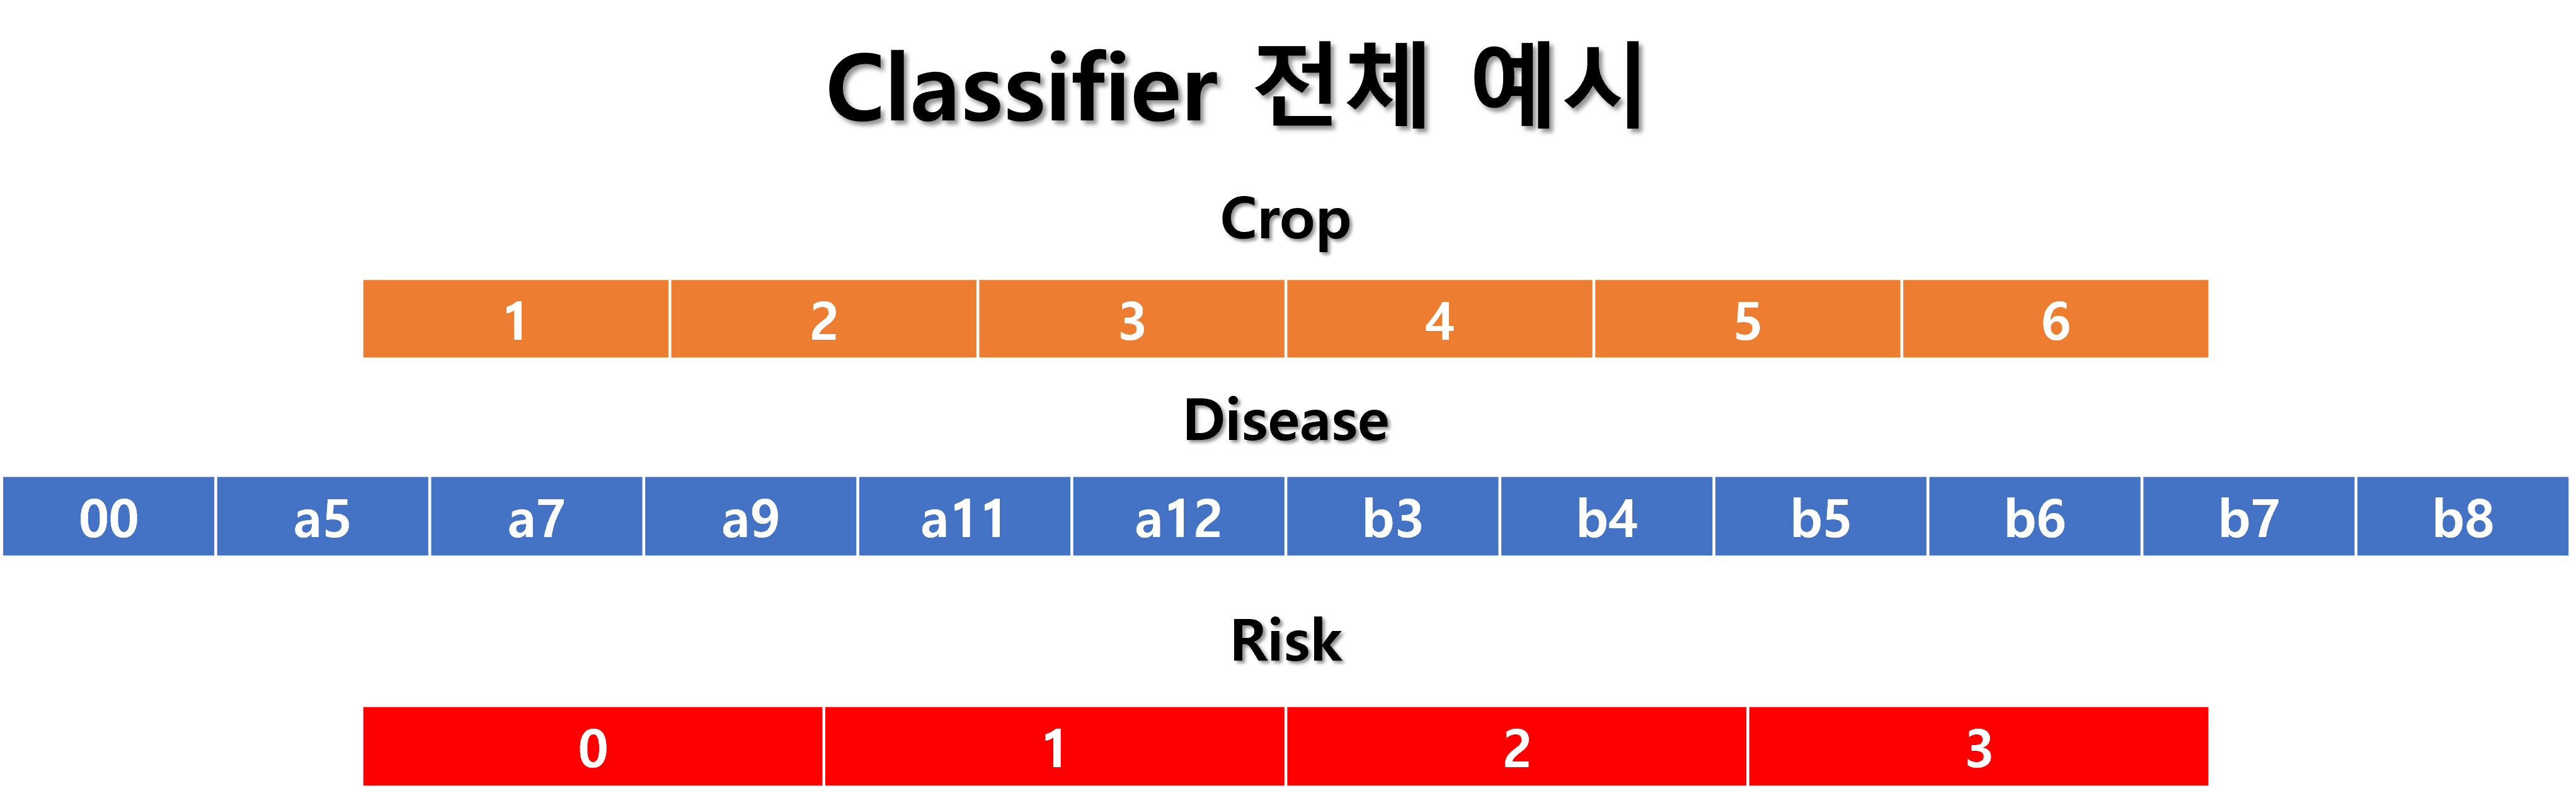 Classifier 전체 예시
Crop
1 2 3 4 5 6
Disease
00 a5 a7 a9 a11 a12 b3 b4 b5 b6 b7 b8
Risk
0 1 2 3